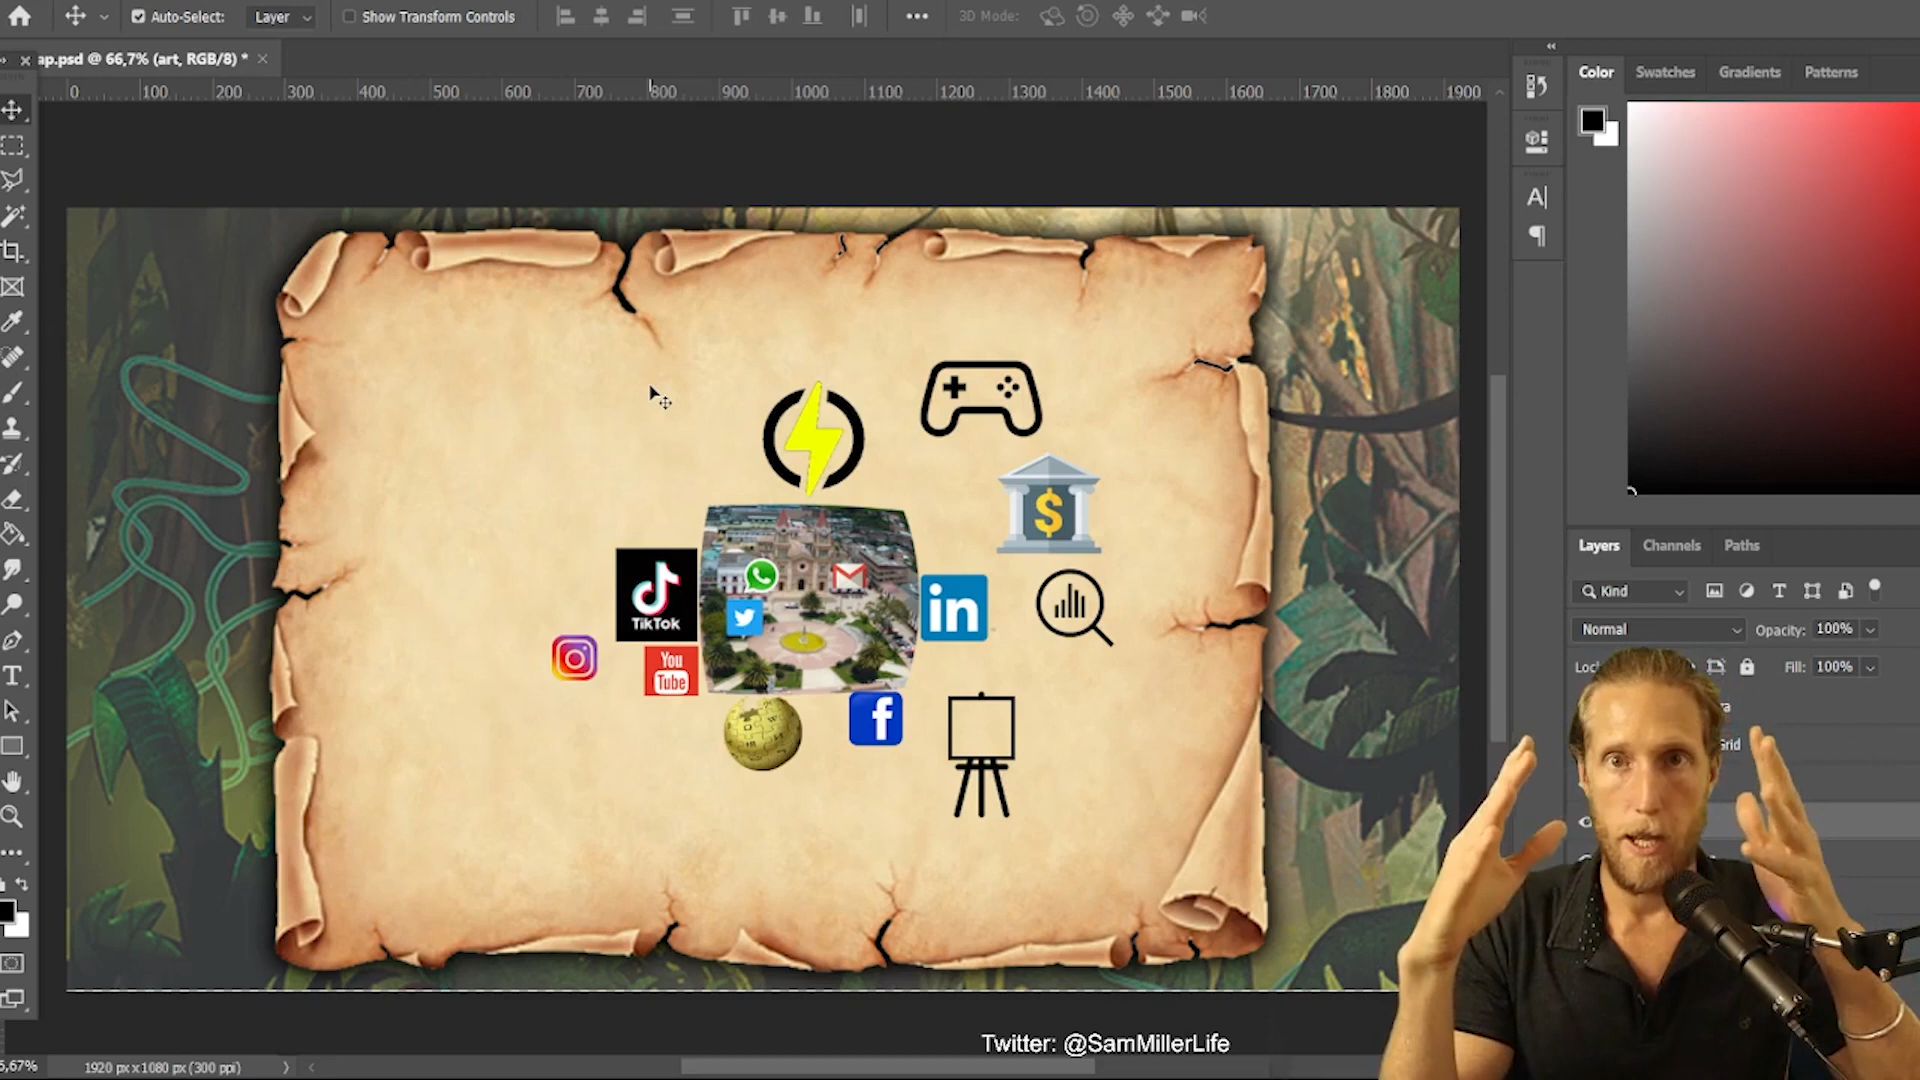 Auto-Select:
Layer
Show Transform Controls
3D Mode:
ap.psd @ 66,7% (art, RGB/8) *
0 100 200 300 400 500 600 700 800 900 1000 1100 1200 1300 1400 1500 1600 1700 1800 1900
Color
Swatches
Gradients
Patterns
TikTok
You
Tube
in
f
$
Layers
Channels
Paths
Kind
Normal
Opacity: 100%
Fill: 100%
Grid
Twitter: @SamMillerLife
1920 px x 1080 px (300 ppi)